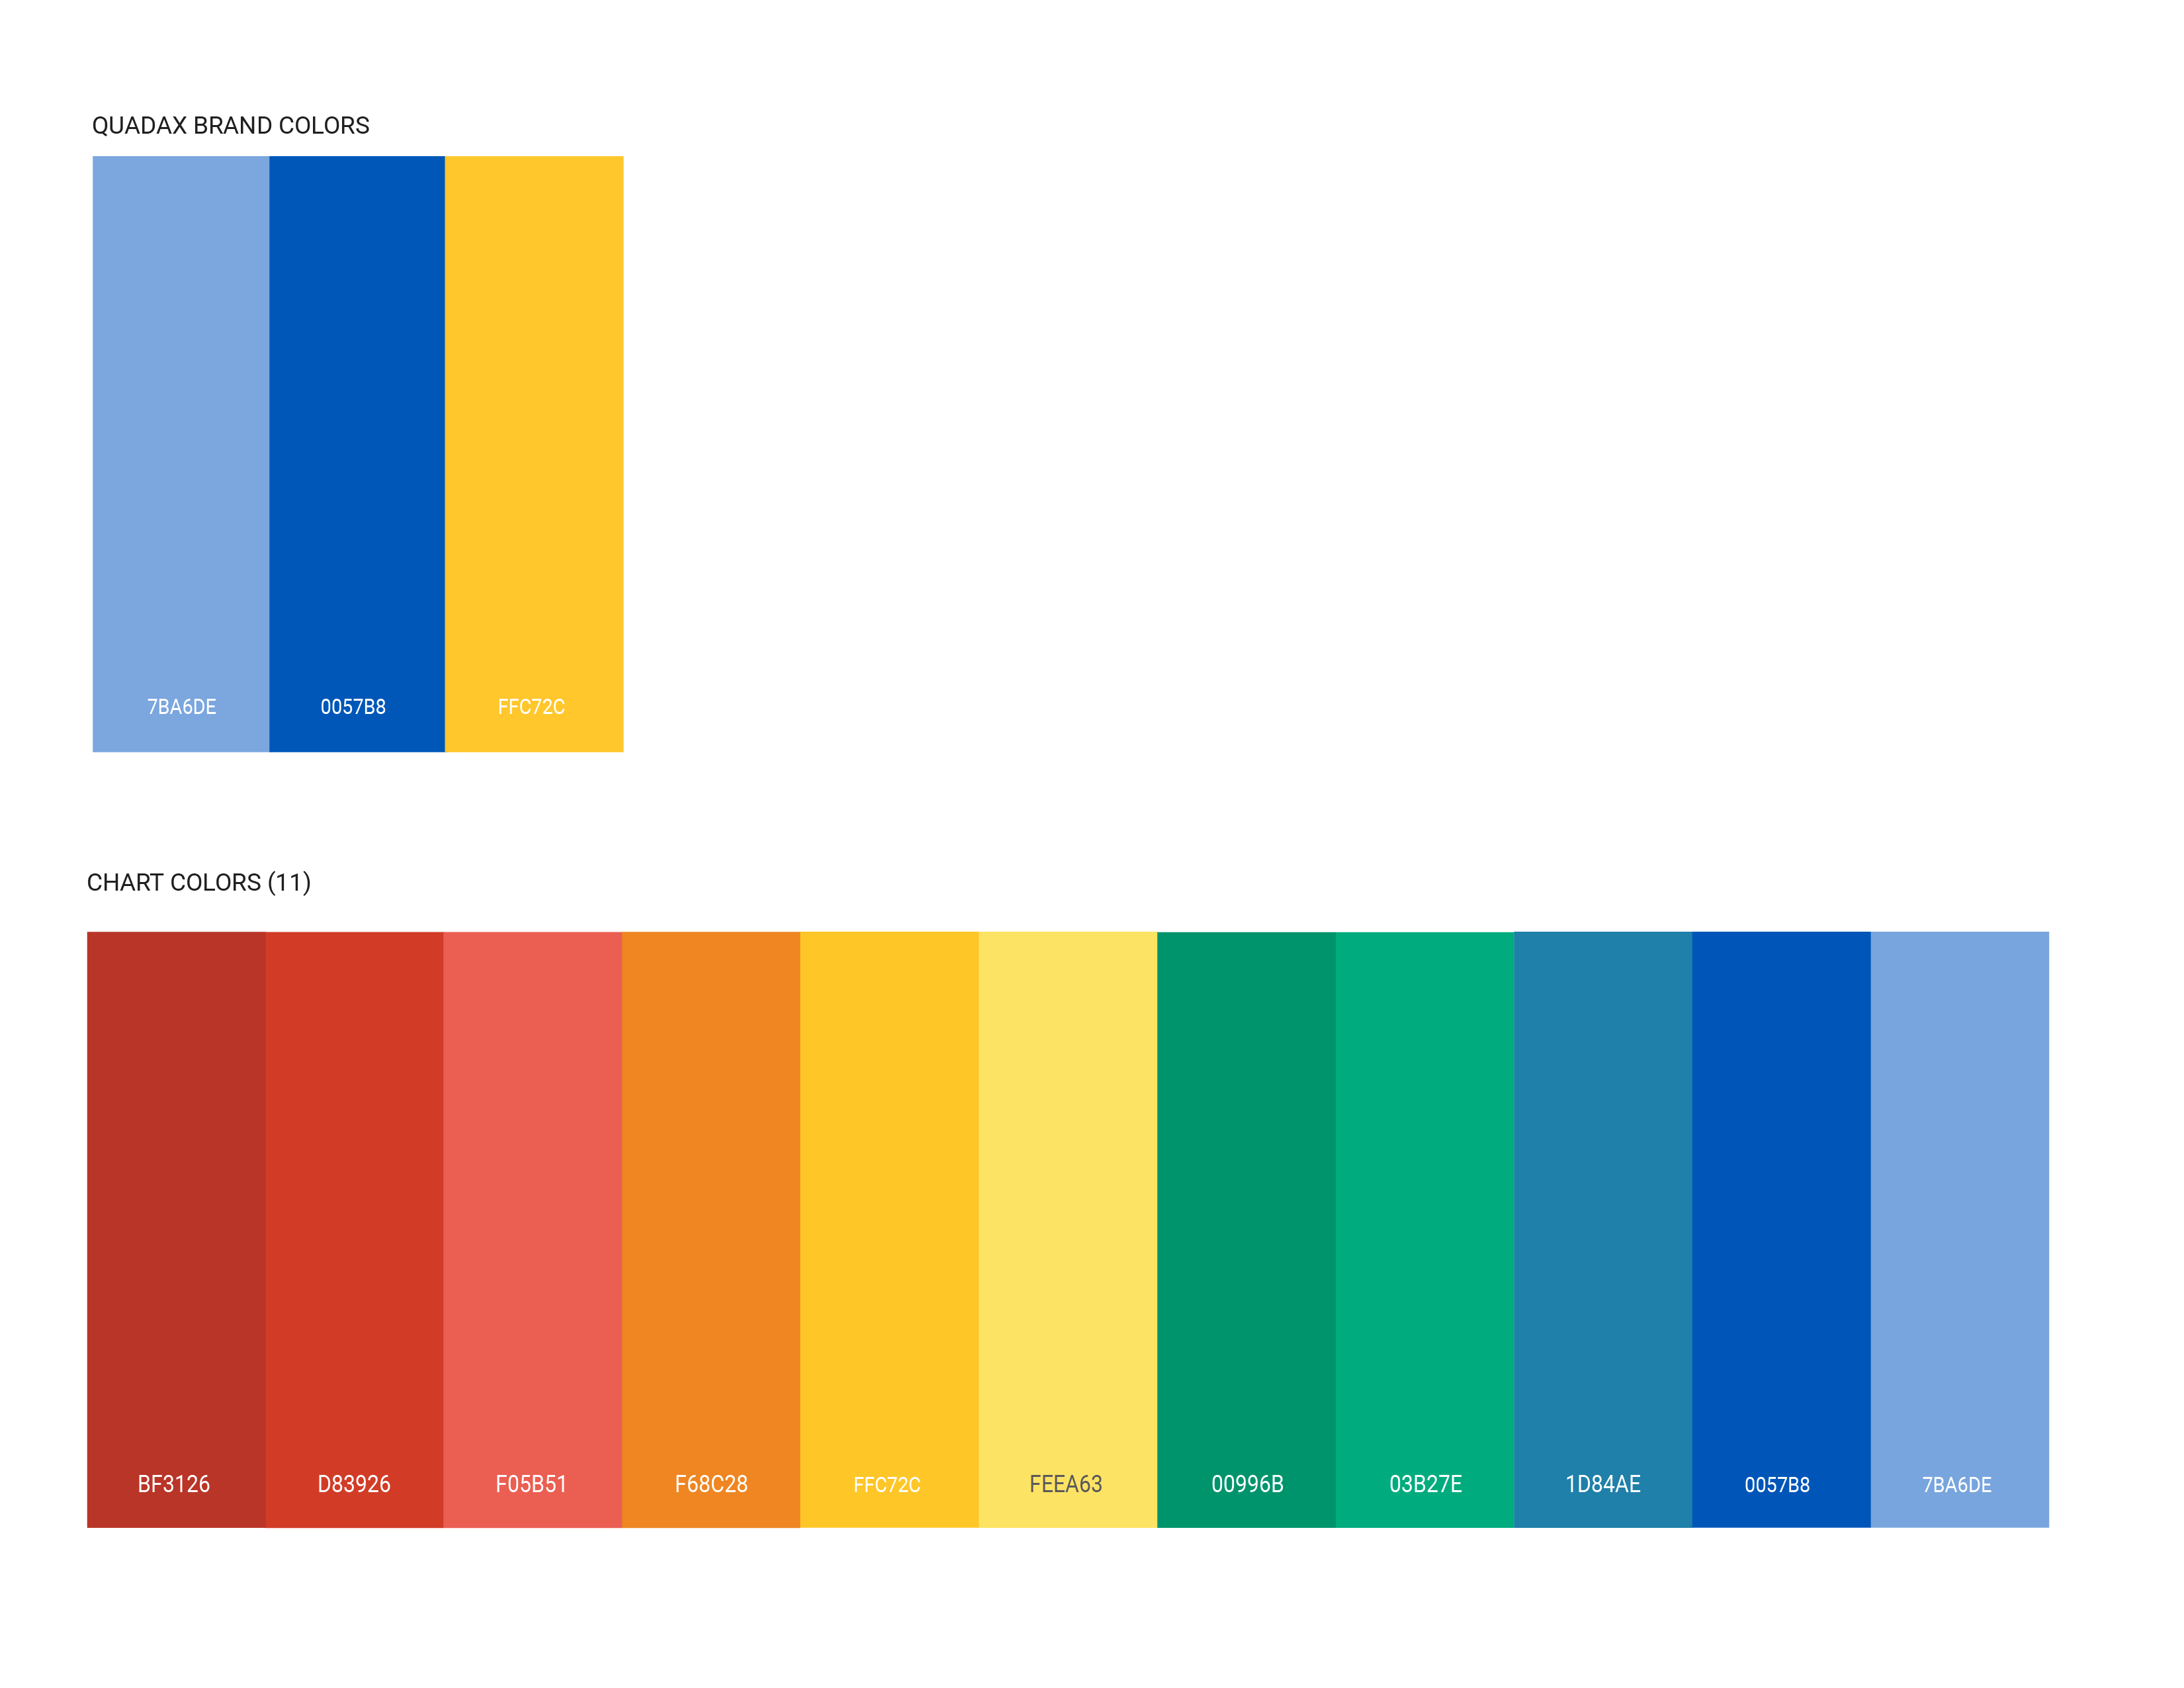 QUADAX BRAND COLORS
7BA6DE 0057B8 FFC72C
CHART COLORS (11)
BF3126 D83926 F05B51 F68C28 FFC72C FEEA63 00996B 03B27E 1D84AE 0057B8 7BA6DE